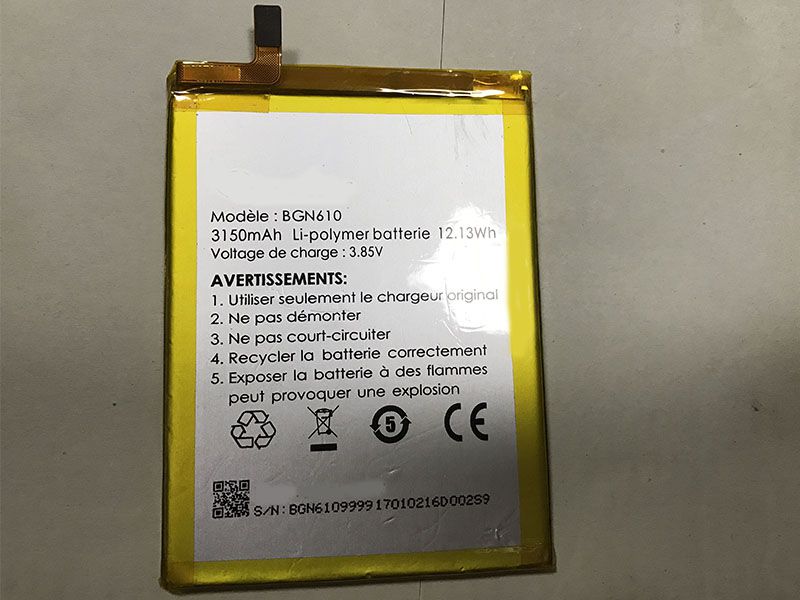 Modèle : BGN610
3150mAh Li-polymer batterie 12.13Wh
Voltage de charge : 3.85V
AVERTISSEMENTS:
1. Utiliser seulement le chargeur original
2. Ne pas démonter
3. Ne pas court-circuiter
4. Recycler la batterie correctement
5. Exposer la batterie à des flammes
peut provoquer une explosion
5 CE
S/N: BGN610999917010216D00259